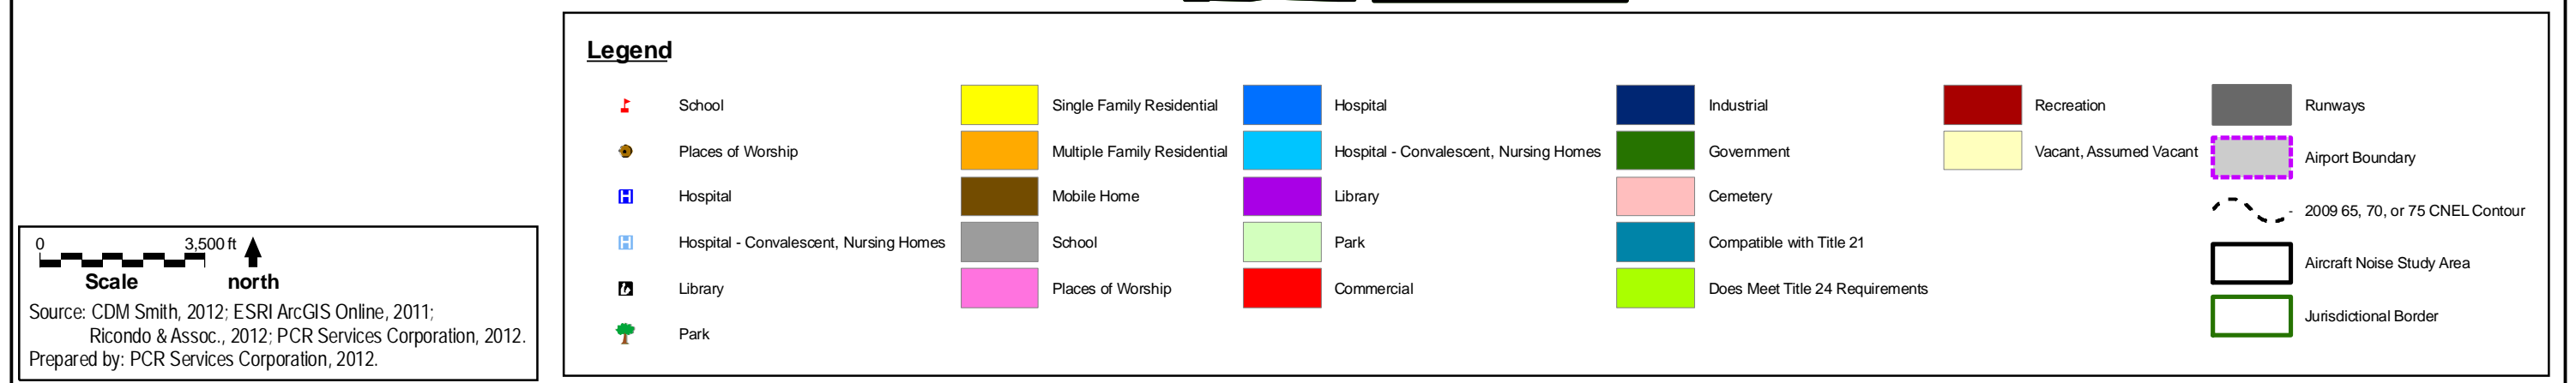 Legend
School
Places of Worship
Hospital
Hospital - Convalescent, Nursing Homes
Library
Park
Single Family Residential
Multiple Family Residential
Mobile Home
School
Places of Worship
Hospital
Hospital - Convalescent, Nursing Homes
Library
Park
Commercial
Industrial
Government
Cemetery
Compatible with Title 21
Does Meet Title 24 Requirements
Recreation
Vacant, Assumed Vacant
Runways
Airport Boundary
2009 65, 70, or 75 CNEL Contour
Aircraft Noise Study Area
Jurisdictional Border
0 3,500 ft
Scale north
Source: CDM Smith, 2012; ESRI ArcGIS Online, 2011;
Ricondo & Assoc., 2012; PCR Services Corporation, 2012.
Prepared by: PCR Services Corporation, 2012.